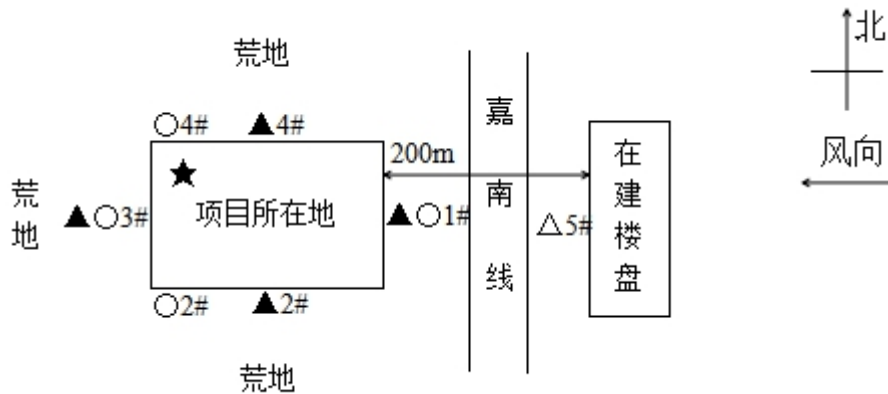 荒地
北
○4# ▲4#
嘉南线
200m
在建楼盘
风向
★
荒地
▲○3#
项目所在地
▲○1#
△5#
○2# ▲2#
荒地